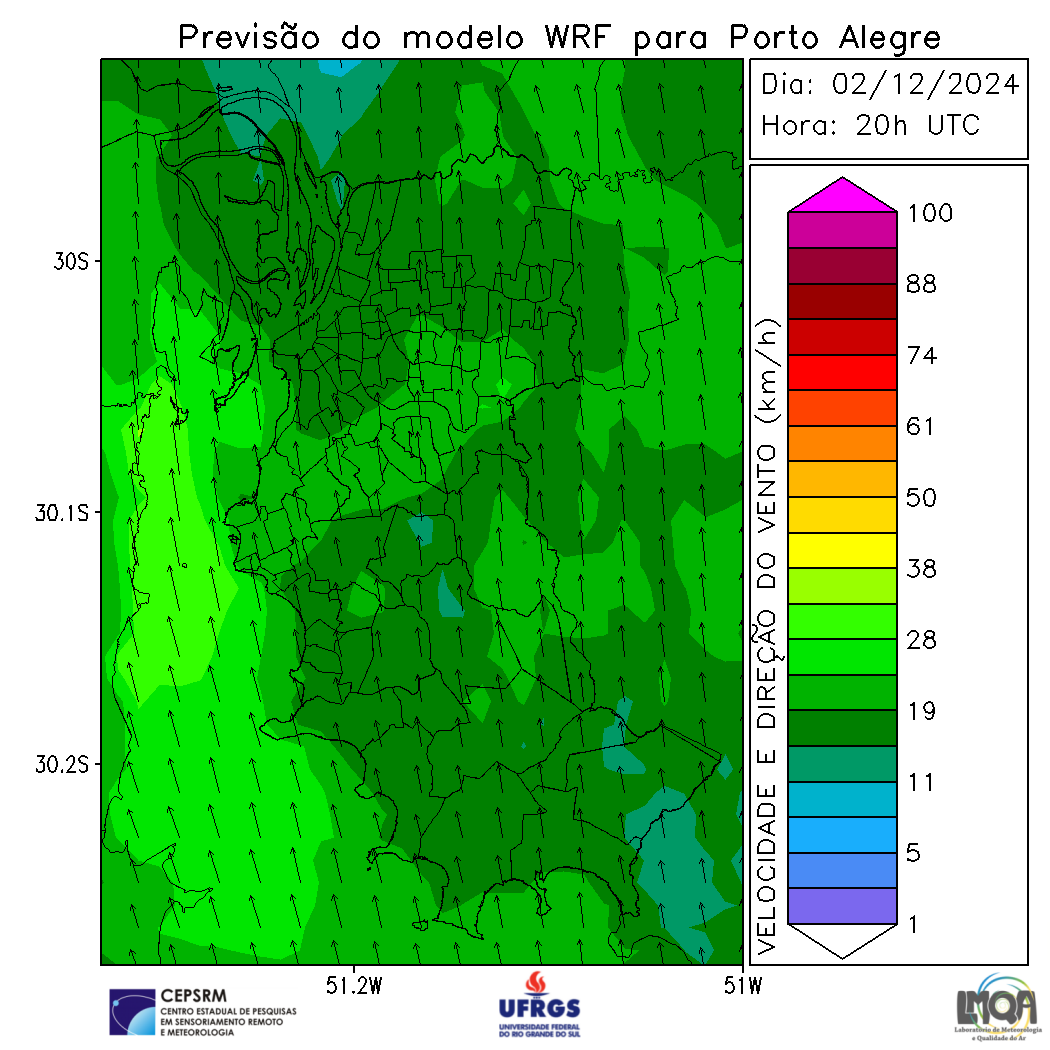 Previsão do modelo WRF para Porto Alegre
Dia: 02/12/2024
Hora: 20h UTC
30S
30.1S
30.2S
51.2W
51W
VELOCIDADE E DIREÇÃO DO VENTO (km/h)
100
88
74
61
50
38
28
19
11
5
1
CEPSRM
CENTRO ESTADUAL DE PESQUISAS
EM SENSORIAMENTO REMOTO
E METEOROLOGIA
UFRGS
UNIVERSIDADE FEDERAL
DO RIO GRANDE DO SUL
LMQA
Laboratório de Meteorologia
e Qualidade do Ar